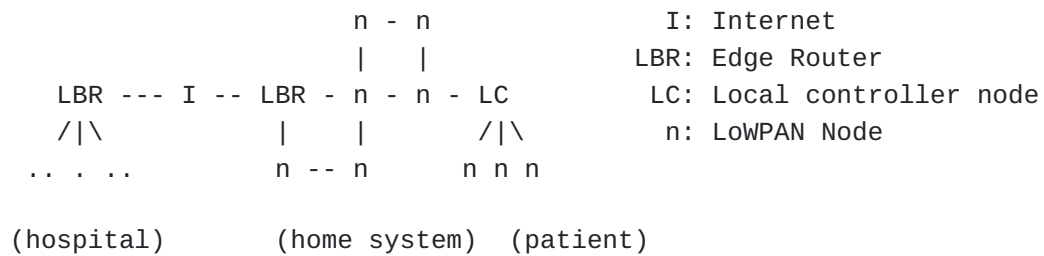 n - n               I: Internet
                       |   |             LBR: Edge Router
   LBR --- I -- LBR - n - n - LC          LC: Local controller node
   /|\           |    |      /|\           n: LoWPAN Node
 .. . ..         n -- n     n n n
(hospital)       (home system)  (patient)